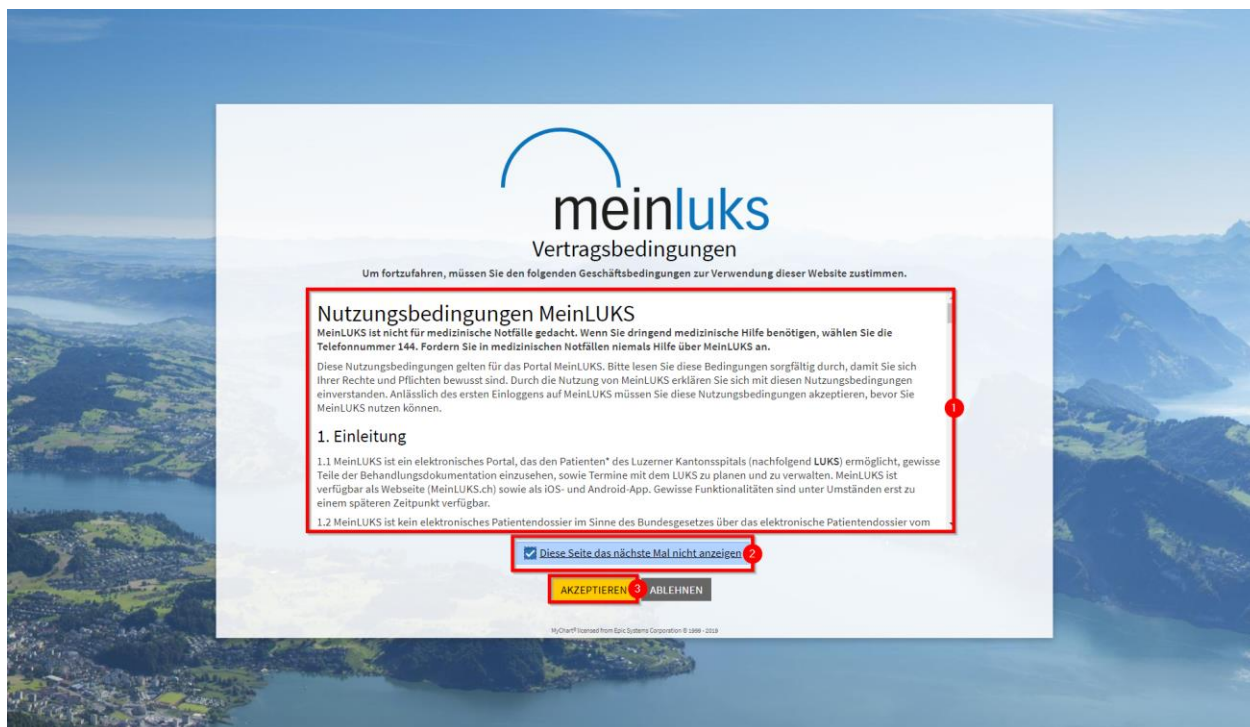 meinluks
Vertragsbedingungen
Um fortzufahren, müssen Sie den folgenden Geschäftsbedingungen zur Verwendung dieser Website zustimmen.
Nutzungsbedingungen MeinLUKS
MeinLUKS ist nicht für medizinische Notfälle gedacht. Wenn Sie dringend medizinische Hilfe benötigen, wählen Sie die
Telefonnummer 144. Fordern Sie in medizinischen Notfällen niemals Hilfe über MeinLUKS an.
Diese Nutzungsbedingungen gelten für das Portal MeinLUKS. Bitte lesen Sie diese Bedingungen sorgfältig durch, damit Sie sich
Ihrer Rechte und Pflichten bewusst sind. Durch die Nutzung von MeinLUKS erklären Sie sich mit diesen Nutzungsbedingungen
einverstanden. Anlässlich des ersten Einloggens auf MeinLUKS müssen Sie diese Nutzungsbedingungen akzeptieren, bevor Sie
MeinLUKS nutzen können.
1
1. Einleitung
1.1 MeinLUKS ist ein elektronisches Portal, das den Patienten* des Luzerner Kantonsspitals (nachfolgend LUKS) ermöglicht, gewisse
Teile der Behandlungsdokumentation einzusehen, sowie Termine mit dem LUKS zu planen und zu verwalten. MeinLUKS ist
verfügbar als Webseite (MeinLUKS.ch) sowie als iOS- und Android-App. Gewisse Funktionalitäten sind unter Umständen erst zu
einem späteren Zeitpunkt verfügbar.
1.2 MeinLUKS ist kein elektronisches Patientendossier im Sinne des Bundesgesetzes über das elektronische Patientendossier vom
Diese Seite das nächste Mal nicht anzeigen 2
AKZEPTIEREN 3 ABLEHNEN
MyChart® licensed from Epic Systems Corporation © 1999 - 2019